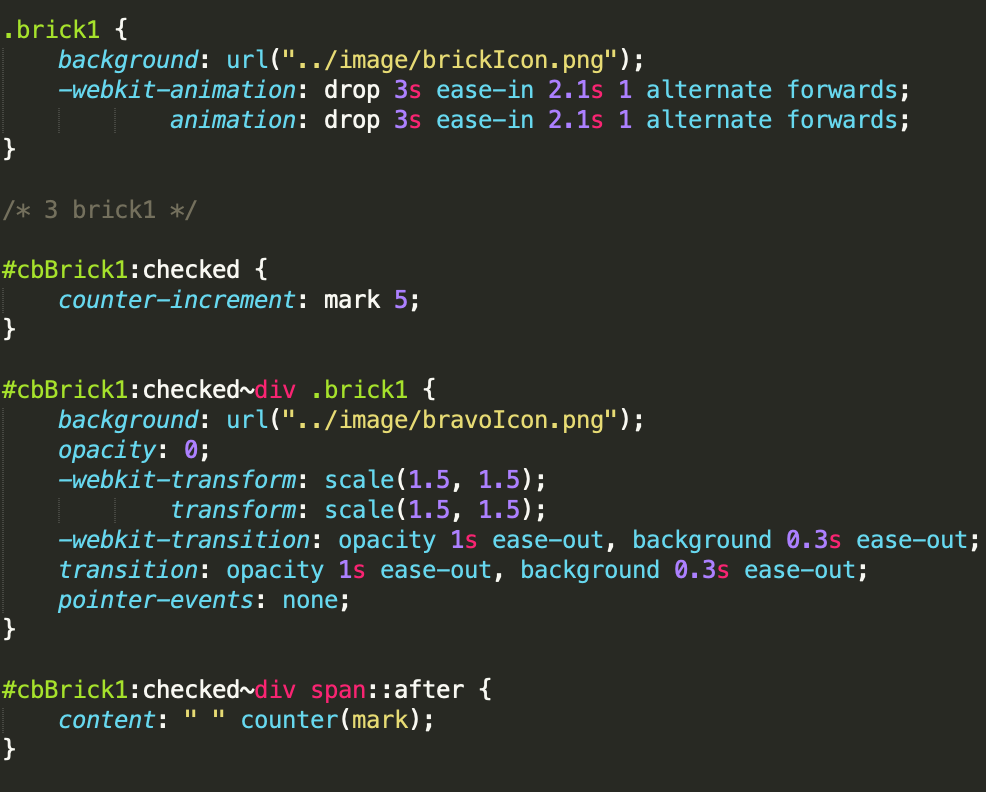 .brick1 {
    background: url("../image/brickIcon.png");
    -webkit-animation: drop 3s ease-in 2.1s 1 alternate forwards;
            animation: drop 3s ease-in 2.1s 1 alternate forwards;
}

/* 3 brick1 */

#cbBrick1:checked {
    counter-increment: mark 5;
}

#cbBrick1:checked~div .brick1 {
    background: url("../image/bravoIcon.png");
    opacity: 0;
    -webkit-transform: scale(1.5, 1.5);
            transform: scale(1.5, 1.5);
    -webkit-transition: opacity 1s ease-out, background 0.3s ease-out;
    transition: opacity 1s ease-out, background 0.3s ease-out;
    pointer-events: none;
}

#cbBrick1:checked~div span::after {
    content: " " counter(mark);
}